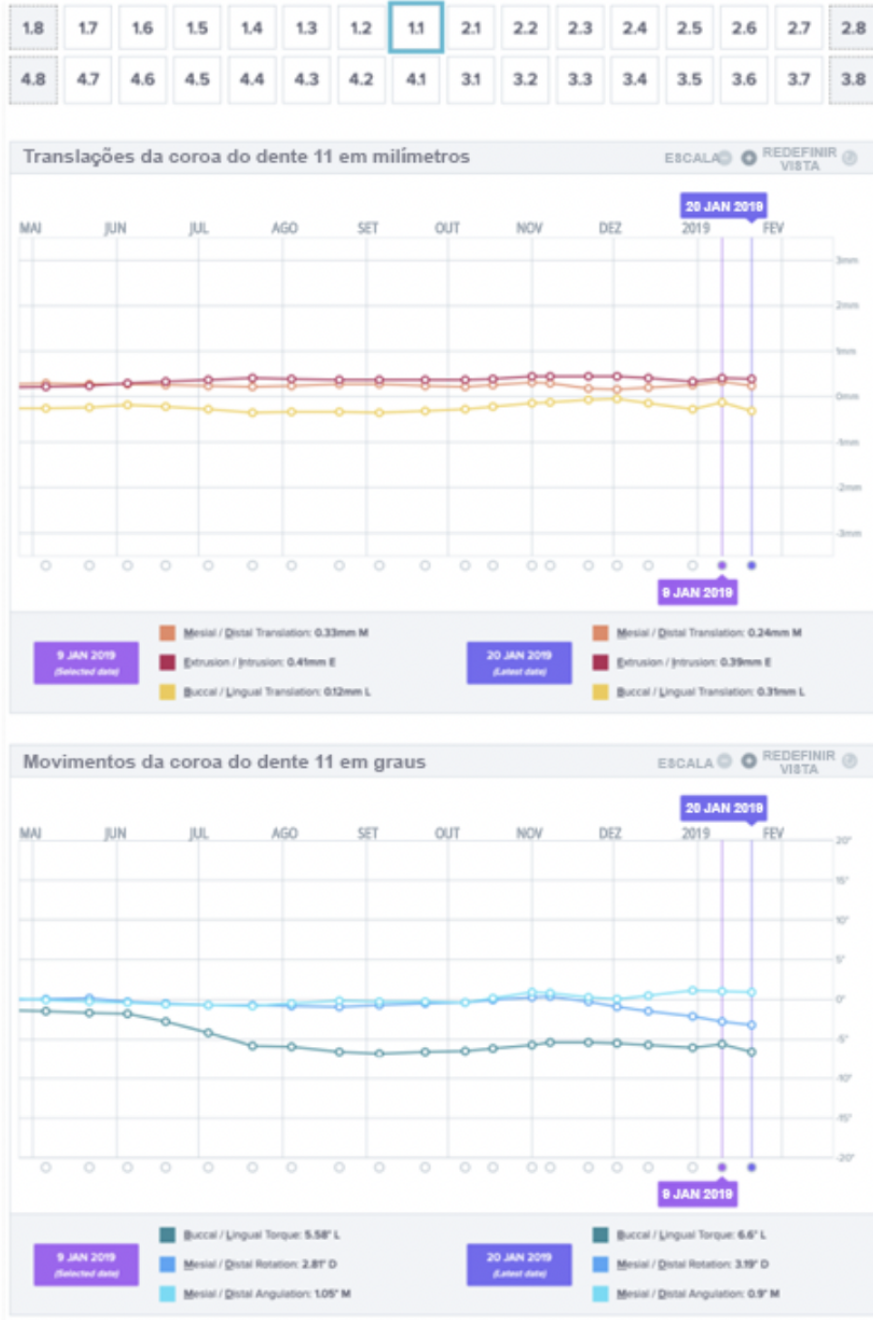 1.8 1.7 1.6 1.5 1.4 1.3 1.2 1.1 2.1 2.2 2.3 2.4 2.5 2.6 2.7 2.8
4.8 4.7 4.6 4.5 4.4 4.3 4.2 4.1 3.1 3.2 3.3 3.4 3.5 3.6 3.7 3.8
Translações da coroa do dente 11 em milímetros
ESCALA
REDEFINIR
VISTA
20 JAN 2019
MAI JUN JUL AGO SET OUT NOV DEZ 2019 FEV
3mm
2mm
1mm
0mm
-1mm
-2mm
-3mm
9 JAN 2019
9 JAN 2019
(Selected date)
Mesial / Distal Translation: 0.33mm M
Extrusion / Intrusion: 0.41mm E
Buccal / Lingual Translation: 0.12mm L
20 JAN 2019
(Latest date)
Mesial / Distal Translation: 0.24mm M
Extrusion / Intrusion: 0.39mm E
Buccal / Lingual Translation: 0.31mm L
Movimentos da coroa do dente 11 em graus
ESCALA
REDEFINIR
VISTA
20 JAN 2019
MAI JUN JUL AGO SET OUT NOV DEZ 2019 FEV
20°
15°
10°
5°
0°
-5°
-10°
-15°
-20°
9 JAN 2019
9 JAN 2019
(Selected date)
Buccal / Lingual Torque: 5.58° L
Mesial / Distal Rotation: 2.81° D
Mesial / Distal Angulation: 1.05° M
20 JAN 2019
(Latest date)
Buccal / Lingual Torque: 6.6° L
Mesial / Distal Rotation: 3.19° D
Mesial / Distal Angulation: 0.9° M